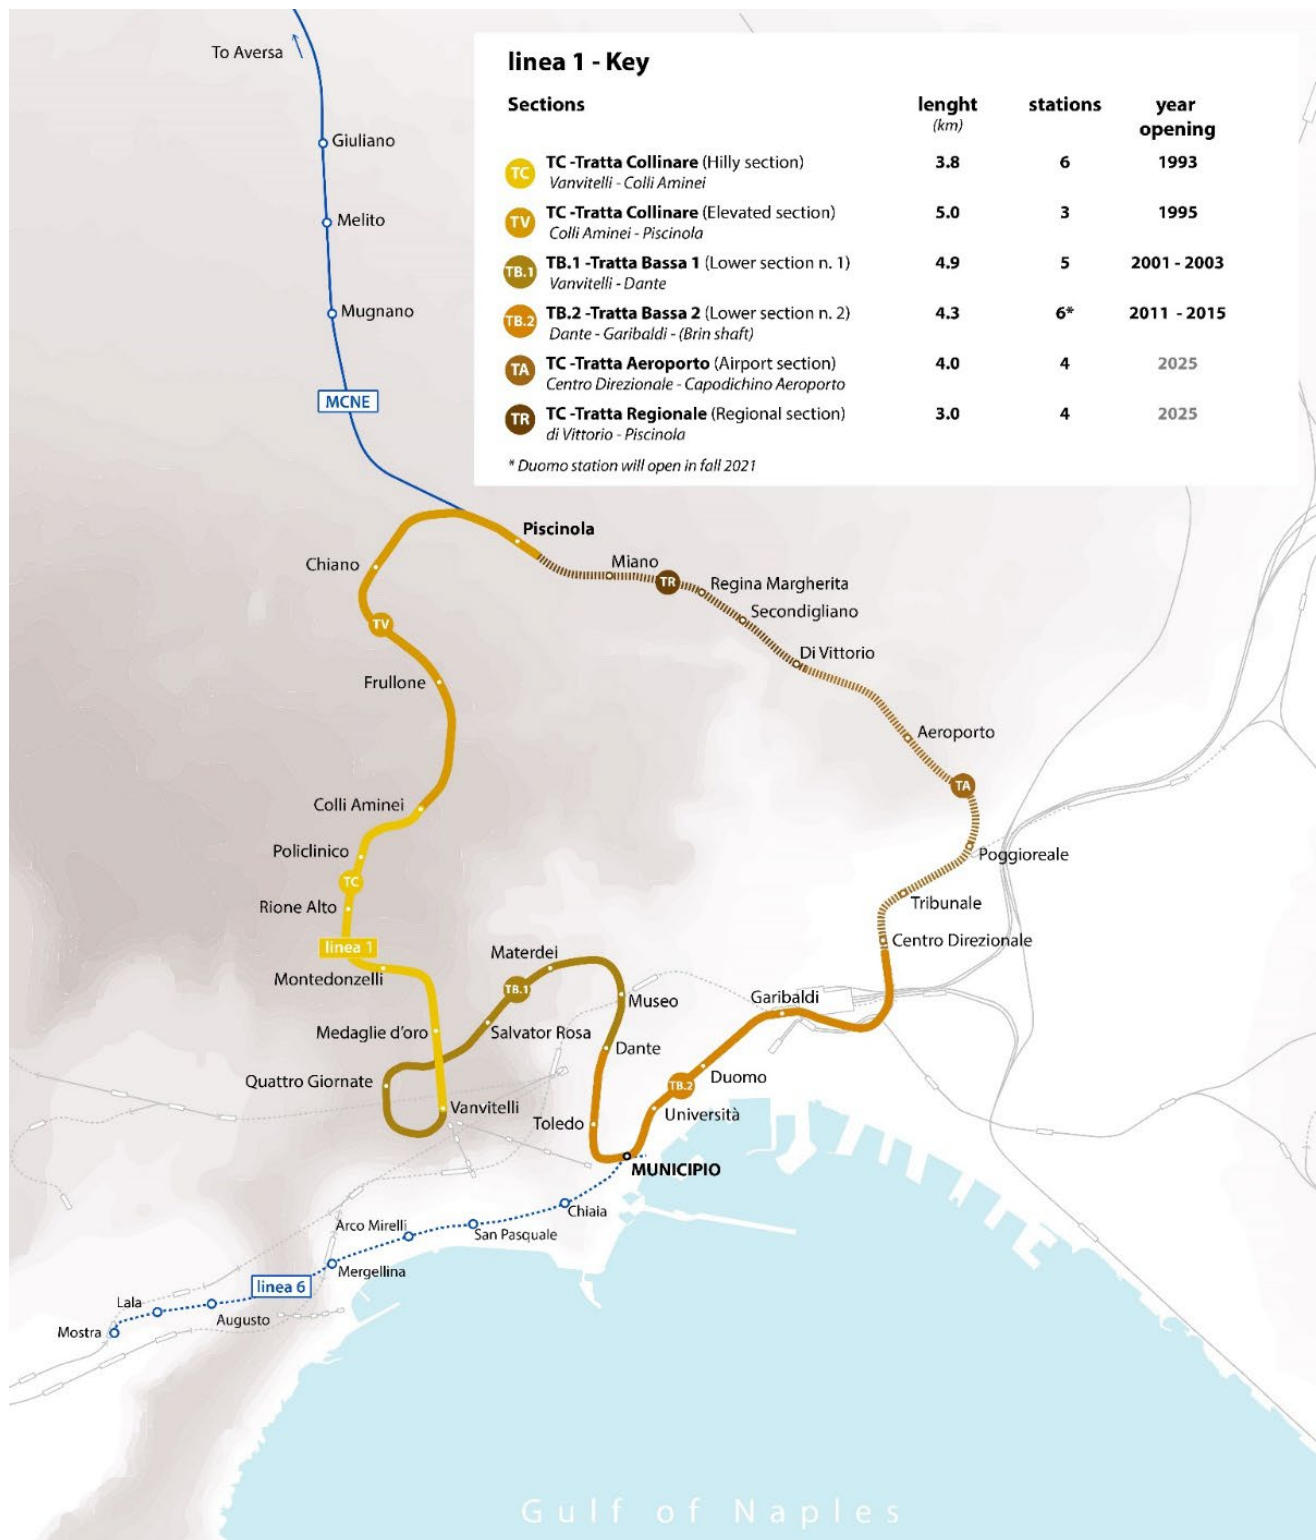 linea 1 - Key
Sections
lenght
(km)
stations
year
opening
TC
TC -Tratta Collinare (Hilly section)
Vanvitelli - Colli Aminei
3.8
6
1993
TV
TC -Tratta Collinare (Elevated section)
Colli Aminei - Piscinola
5.0
3
1995
TB.1
TB.1 -Tratta Bassa 1 (Lower section n. 1)
Vanvitelli - Dante
4.9
5
2001 - 2003
TB.2
TB.2 -Tratta Bassa 2 (Lower section n. 2)
Dante - Garibaldi - (Brin shaft)
4.3
6*
2011 - 2015
TA
TC -Tratta Aeroporto (Airport section)
Centro Direzionale - Capodichino Aeroporto
4.0
4
2025
TR
TC -Tratta Regionale (Regional section)
di Vittorio - Piscinola
3.0
4
2025
* Duomo station will open in fall 2021
To Aversa
Giuliano
Melito
Mugnano
MCNE
Piscinola
Chiano
Miano
TR
Regina Margherita
Secondigliano
TV
Di Vittorio
Frullone
Aeroporto
TA
Colli Aminei
Policlinico
Poggioreale
TC
Tribunale
Rione Alto
linea 1
Centro Direzionale
Materdei
Montedonzelli
TB.1
Museo
Garibaldi
Medaglie d'oro
Salvator Rosa
Dante
Quattro Giornate
TB.2
Duomo
Vanvitelli
Università
Toledo
MUNICIPIO
Chiaia
Arco Mirelli
San Pasquale
Mergellina
linea 6
Lala
Augusto
Mostra
Gulf of Naples